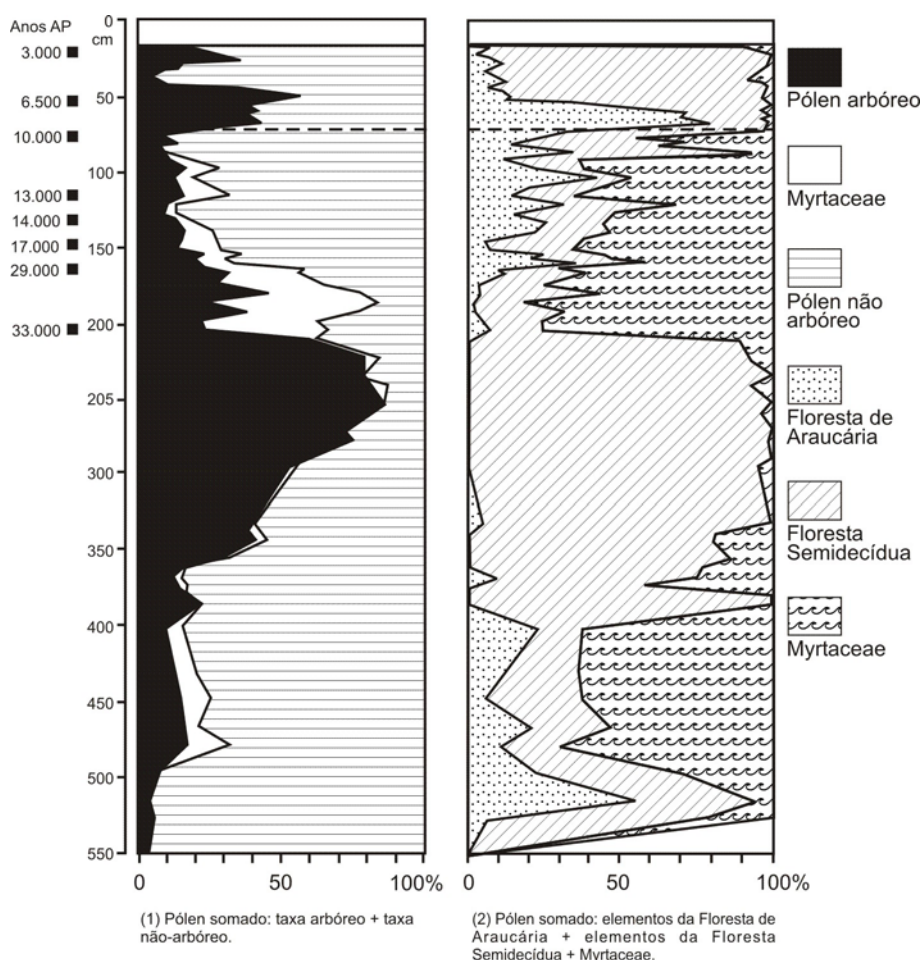 Anos AP
0
cm
3.000
50
6.500
10.000
100
13.000
14.000
150
17.000
29.000
200
33.000
205
300
350
400
450
500
550
0
50
100%
0
50
100%
Pólen arbóreo
Myrtaceae
Pólen não
arbóreo
Floresta de
Araucária
Floresta
Semidecídua
Myrtaceae
(1) Pólen somado: taxa arbóreo + taxa
não-arbóreo.
(2) Pólen somado: elementos da Floresta de
Araucária + elementos da Floresta
Semidecídua + Myrtaceae.